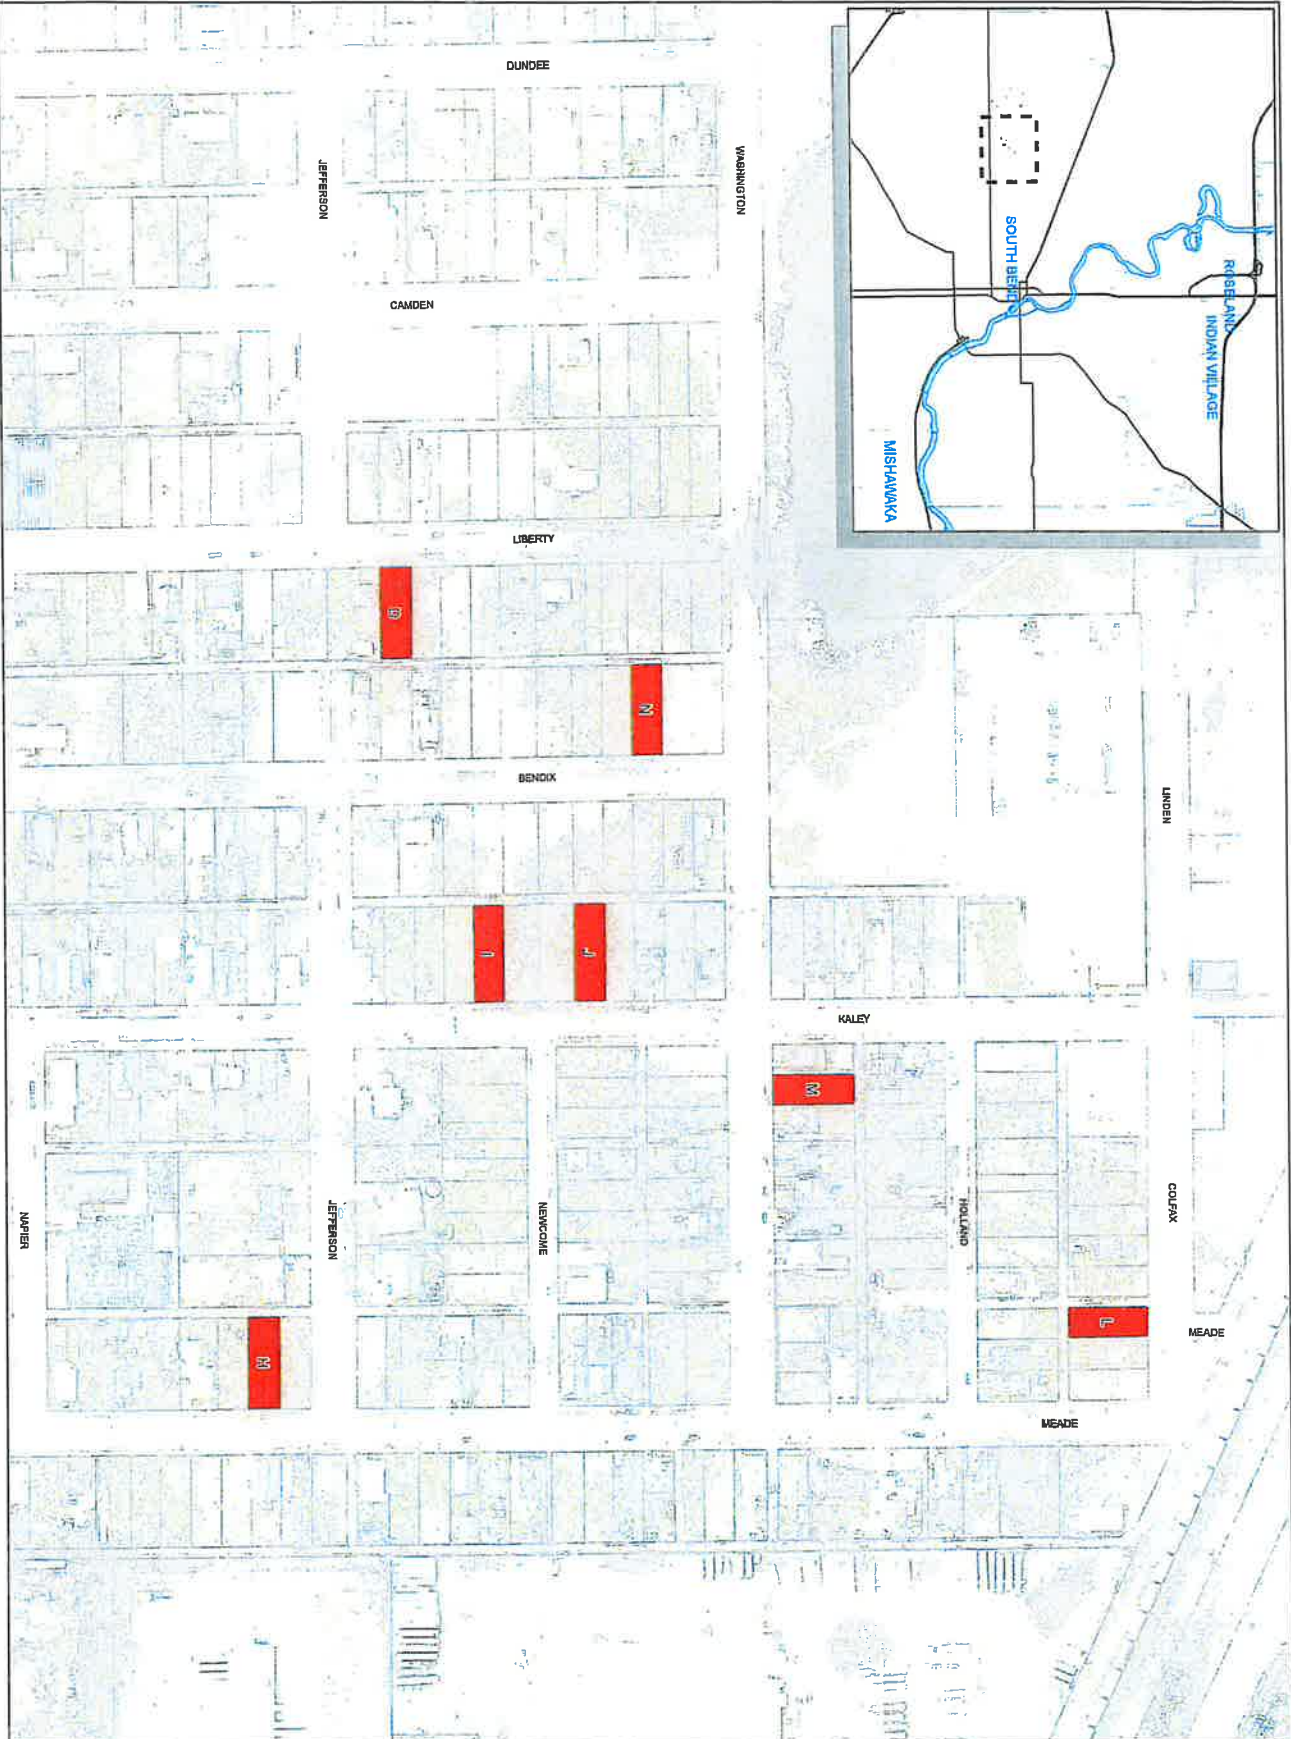 DUNDEE
WASHINGTON
JEFFERSON
ROSELAND
INDIAN VILLAGE
SOUTH BEND
MISHAWAKA
CAMDEN
LIBERTY
BENDIX
LINDEN
J
I
KALEY
M
COLFAX
HOLLAND
NEWCOME
JEFFERSON
NAPIER
L
MEADE
H
MEADE